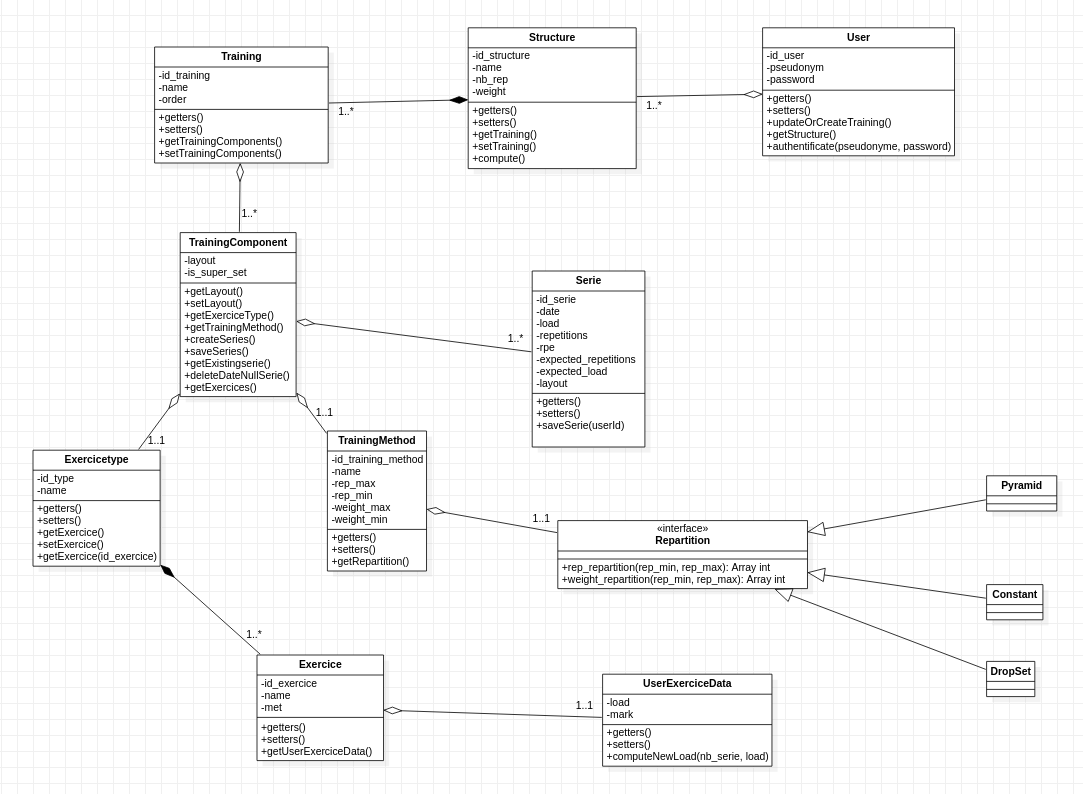 Training
-id_training
-name
-order
+getters()
+setters()
+getTrainingComponents()
+setTrainingComponents()
1..*
Structure
-id_structure
-name
-nb_rep
-weight
+getters()
+setters()
+getTraining()
+setTraining()
+compute()
1..*
User
-id_user
-pseudonym
-password
+getters()
+setters()
+updateOrCreateTraining()
+getStructure()
+authentificate(pseudonyme, password)
1..*
TrainingComponent
-layout
-is_super_set
+getLayout()
+setLayout()
+getExerciceType()
+getTrainingMethod()
+createSeries()
+saveSeries()
+getExistingserie()
+deleteDateNullSerie()
+getExercices()
1..*
Serie
-id_serie
-date
-load
-repetitions
-rpe
-expected_repetitions
-expected_load
-layout
+getters()
+setters()
+saveSerie(userId)
1..1
1..1
Exercicetype
-id_type
-name
+getters()
+setters()
+getExercice()
+setExercice()
+getExercice(id_exercice)
TrainingMethod
-id_training_method
-name
-rep_max
-rep_min
-weight_max
-weight_min
+getters()
+setters()
+getRepartition()
1..1
«interface»
Repartition
+rep_repartition(rep_min, rep_max): Array int
+weight_repartition(rep_min, rep_max): Array int
Pyramid
Constant
DropSet
1..*
Exercice
-id_exercice
-name
-met
+getters()
+setters()
+getUserExerciceData()
1..1
UserExerciceData
-load
-mark
+getters()
+setters()
+computeNewLoad(nb_serie, load)